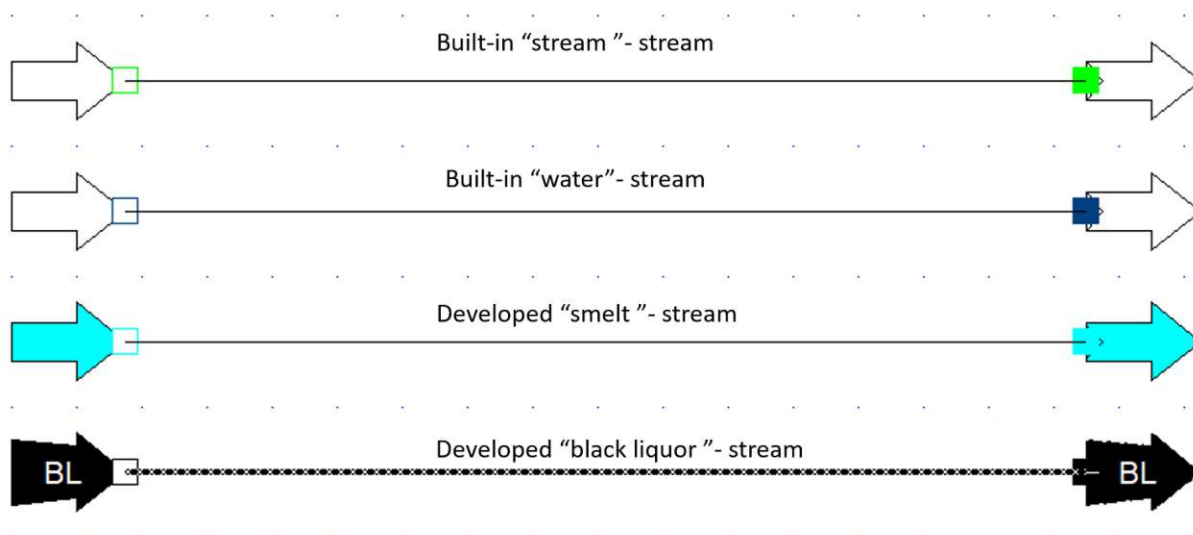 Built-in “stream ”- stream
Built-in “water”- stream
Developed “smelt ”- stream
Developed “black liquor ”- stream
BL
BL